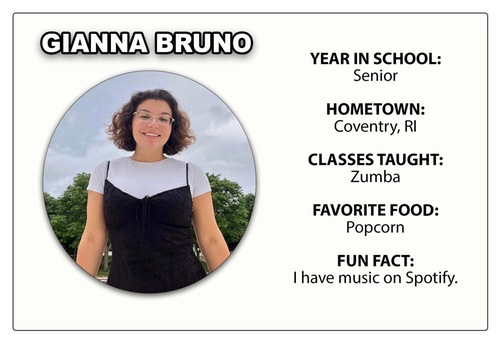 GIANNA BRUNO
YEAR IN SCHOOL:
Senior
HOMETOWN:
Coventry, RI
CLASSES TAUGHT:
Zumba
FAVORITE FOOD:
Popcorn
FUN FACT:
I have music on Spotify.